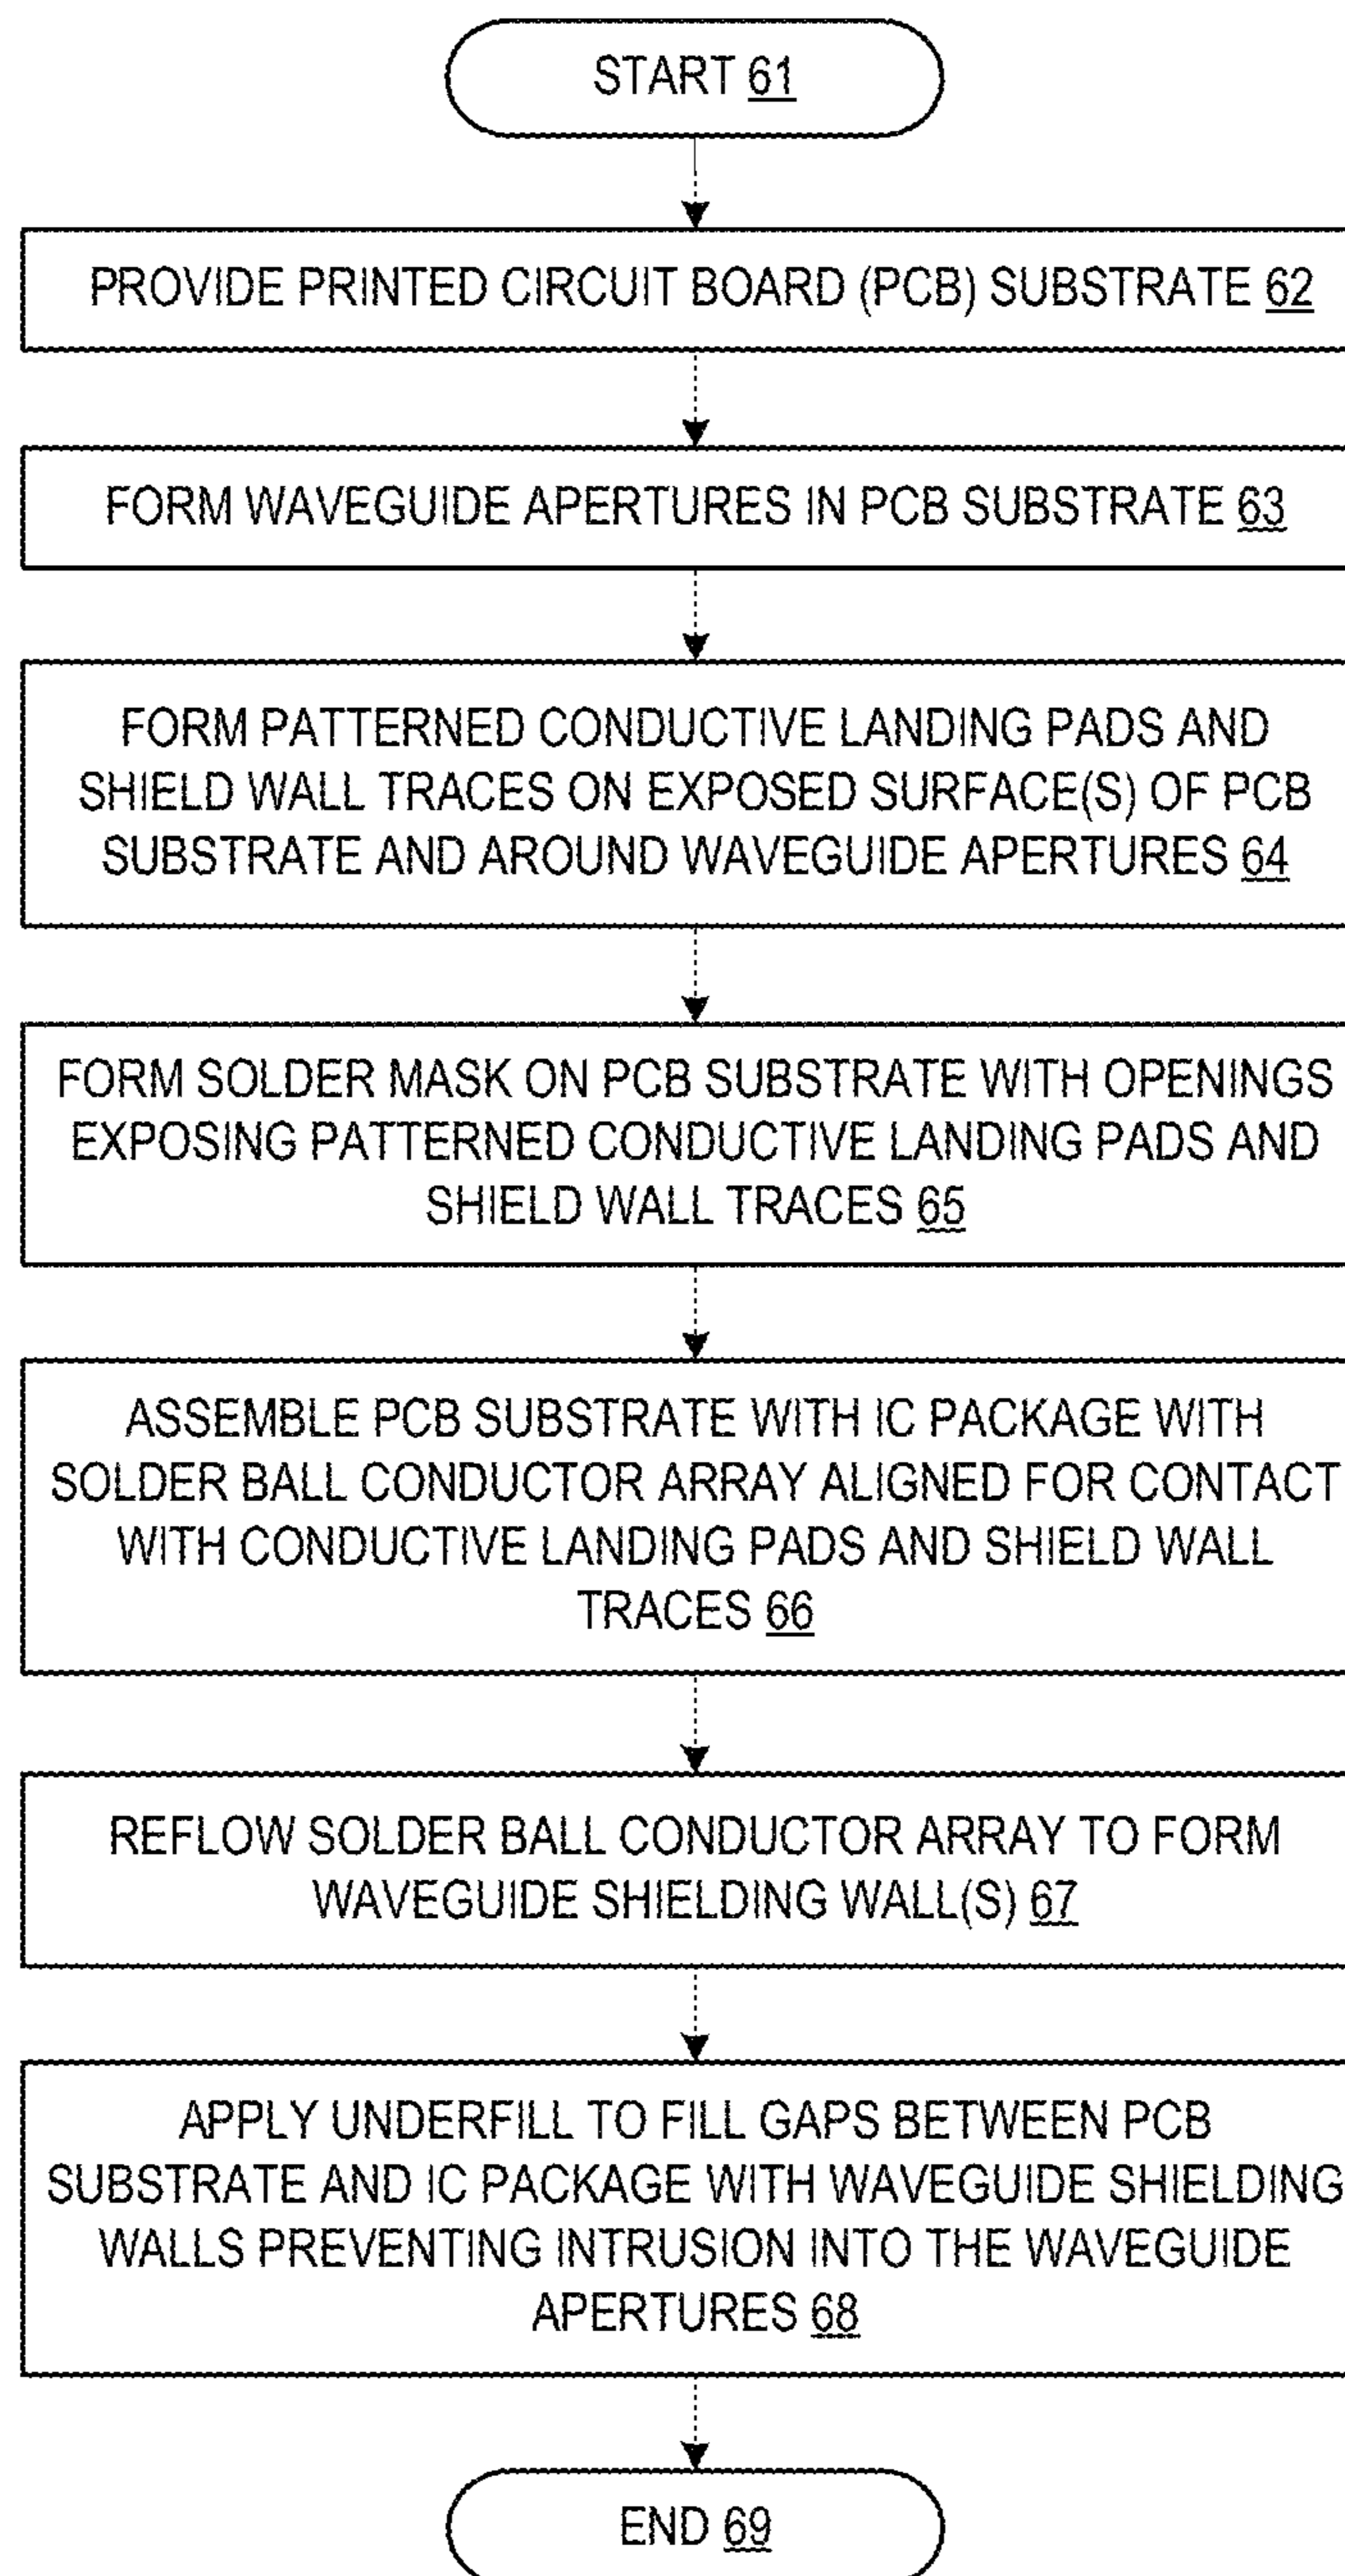 START 61
PROVIDE PRINTED CIRCUIT BOARD (PCB) SUBSTRATE 62
FORM WAVEGUIDE APERTURES IN PCB SUBSTRATE 63
FORM PATTERNED CONDUCTIVE LANDING PADS AND
SHIELD WALL TRACES ON EXPOSED SURFACE(S) OF PCB
SUBSTRATE AND AROUND WAVEGUIDE APERTURES 64
FORM SOLDER MASK ON PCB SUBSTRATE WITH OPENINGS
EXPOSING PATTERNED CONDUCTIVE LANDING PADS AND
SHIELD WALL TRACES 65
ASSEMBLE PCB SUBSTRATE WITH IC PACKAGE WITH
SOLDER BALL CONDUCTOR ARRAY ALIGNED FOR CONTACT
WITH CONDUCTIVE LANDING PADS AND SHIELD WALL
TRACES 66
REFLOW SOLDER BALL CONDUCTOR ARRAY TO FORM
WAVEGUIDE SHIELDING WALL(S) 67
APPLY UNDERFILL TO FILL GAPS BETWEEN PCB
SUBSTRATE AND IC PACKAGE WITH WAVEGUIDE SHIELDING
WALLS PREVENTING INTRUSION INTO THE WAVEGUIDE
APERTURES 68
END 69